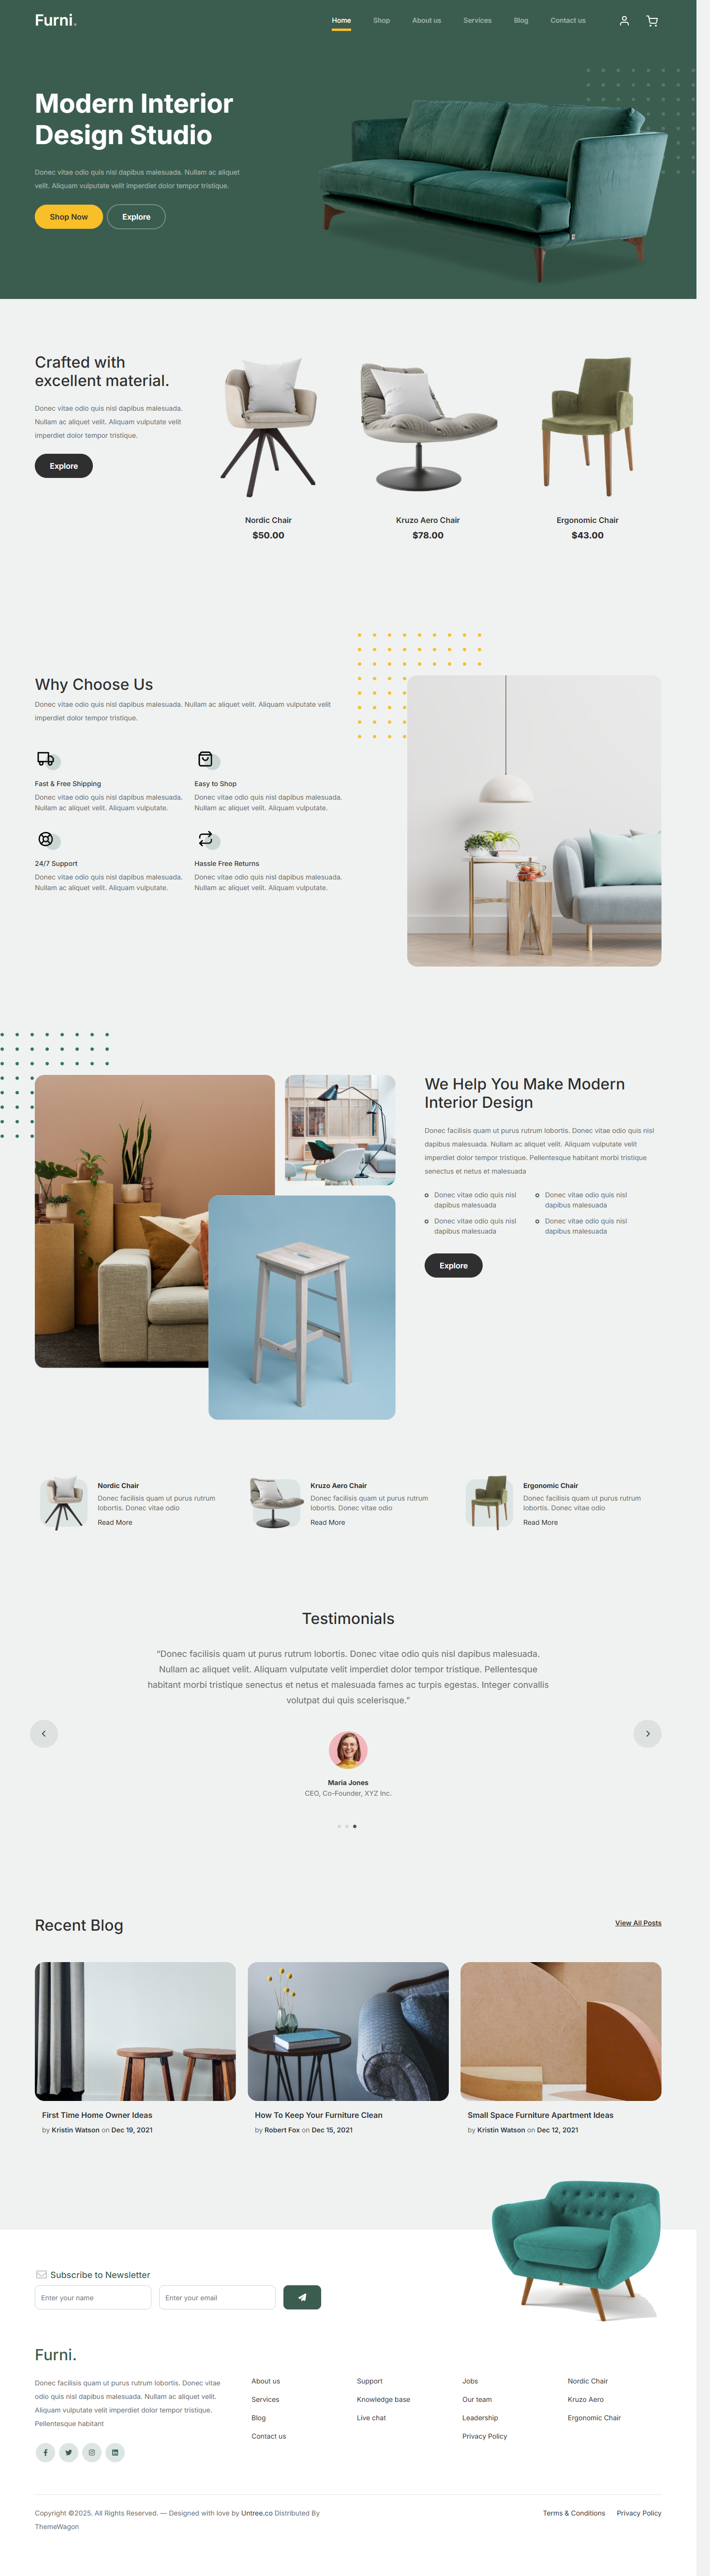 Furni.
Home
Shop
About us
Services
Blog
Contact us
Modern Interior
Design Studio
Donec vitae odio quis nisl dapibus malesuada. Nullam ac aliquet
velit. Aliquam vulputate velit imperdiet dolor tempor tristique.
Shop Now
Explore
Crafted with
excellent material.
Donec vitae odio quis nisl dapibus malesuada.
Nullam ac aliquet velit. Aliquam vulputate velit
imperdiet dolor tempor tristique.
Explore
Nordic Chair
$50.00
Kruzo Aero Chair
$78.00
Ergonomic Chair
$43.00
Why Choose Us
Donec vitae odio quis nisl dapibus malesuada. Nullam ac aliquet velit. Aliquam vulputate velit
imperdiet dolor tempor tristique.
Fast & Free Shipping
Donec vitae odio quis nisl dapibus malesuada.
Nullam ac aliquet velit. Aliquam vulputate.
Easy to Shop
Donec vitae odio quis nisl dapibus malesuada.
Nullam ac aliquet velit. Aliquam vulputate.
24/7 Support
Donec vitae odio quis nisl dapibus malesuada.
Nullam ac aliquet velit. Aliquam vulputate.
Hassle Free Returns
Donec vitae odio quis nisl dapibus malesuada.
Nullam ac aliquet velit. Aliquam vulputate.
We Help You Make Modern
Interior Design
Donec facilisis quam ut purus rutrum lobortis. Donec vitae odio quis nisl
dapibus malesuada. Nullam ac aliquet velit. Aliquam vulputate velit
imperdiet dolor tempor tristique. Pellentesque habitant morbi tristique
senectus et netus et malesuada
Donec vitae odio quis nisl
dapibus malesuada
Donec vitae odio quis nisl
dapibus malesuada
Donec vitae odio quis nisl
dapibus malesuada
Donec vitae odio quis nisl
dapibus malesuada
Explore
Nordic Chair
Donec facilisis quam ut purus rutrum
lobortis. Donec vitae odio
Read More
Kruzo Aero Chair
Donec facilisis quam ut purus rutrum
lobortis. Donec vitae odio
Read More
Ergonomic Chair
Donec facilisis quam ut purus rutrum
lobortis. Donec vitae odio
Read More
Testimonials
“Donec facilisis quam ut purus rutrum lobortis. Donec vitae odio quis nisl dapibus malesuada.
Nullam ac aliquet velit. Aliquam vulputate velit imperdiet dolor tempor tristique. Pellentesque
habitant morbi tristique senectus et netus et malesuada fames ac turpis egestas. Integer convallis
volutpat dui quis scelerisque.”
Maria Jones
CEO, Co-Founder, XYZ Inc.
Recent Blog
View All Posts
First Time Home Owner Ideas
by Kristin Watson on Dec 19, 2021
How To Keep Your Furniture Clean
by Robert Fox on Dec 15, 2021
Small Space Furniture Apartment Ideas
by Kristin Watson on Dec 12, 2021
Subscribe to Newsletter
Enter your name
Enter your email
Furni.
Donec facilisis quam ut purus rutrum lobortis. Donec vitae
odio quis nisl dapibus malesuada. Nullam ac aliquet velit.
Aliquam vulputate velit imperdiet dolor tempor tristique.
Pellentesque habitant
About us
Services
Blog
Contact us
Support
Knowledge base
Live chat
Jobs
Our team
Leadership
Privacy Policy
Nordic Chair
Kruzo Aero
Ergonomic Chair
Copyright ©2025. All Rights Reserved. — Designed with love by Untree.co Distributed By
ThemeWagon
Terms & Conditions
Privacy Policy